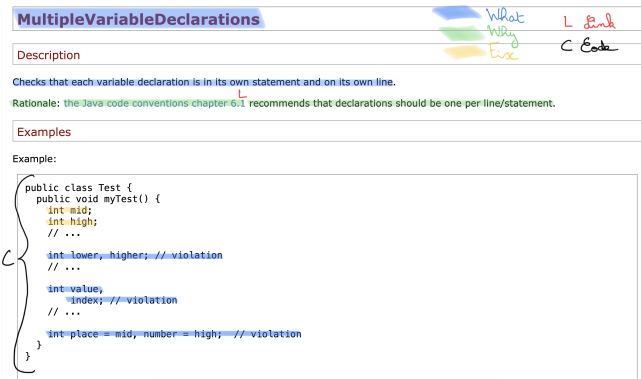 MultipleVariableDeclarations
What
Why
Fix
L Link
C Code
Description
Checks that each variable declaration is in its own statement and on its own line.
L
Rationale: the Java code conventions chapter 6.1 recommends that declarations should be one per line/statement.
Examples
Example:
C
public class Test {
public void myTest() {
int mid;
int high;
// ...
int lower, higher; // violation
// ...
int value,
index; // violation
// ...
int place = mid, number = high;  // violation
}
}